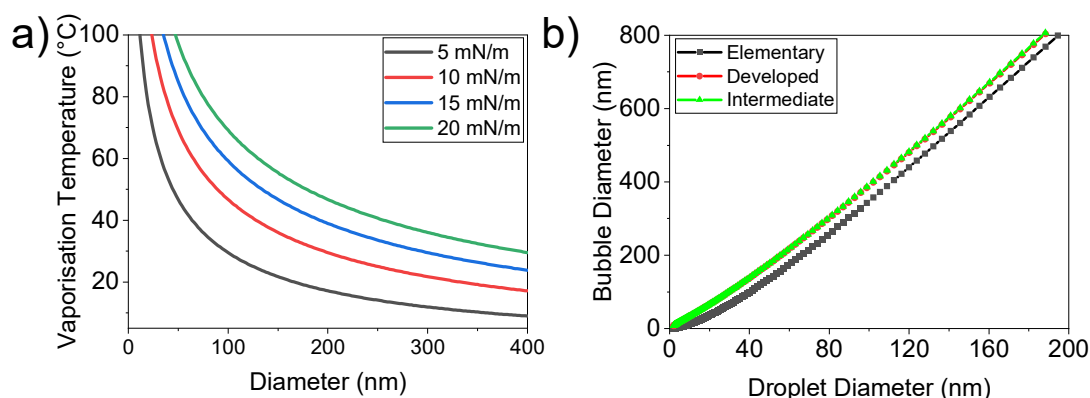 a)
Vaporisation Temperature (°C)
100
80
60
40
20
0
100
200
300
400
Diameter (nm)
5 mN/m
10 mN/m
15 mN/m
20 mN/m
b)
Bubble Diameter (nm)
800
600
400
200
0
0
40
80
120
160
200
Droplet Diameter (nm)
Elementary
Developed
Intermediate